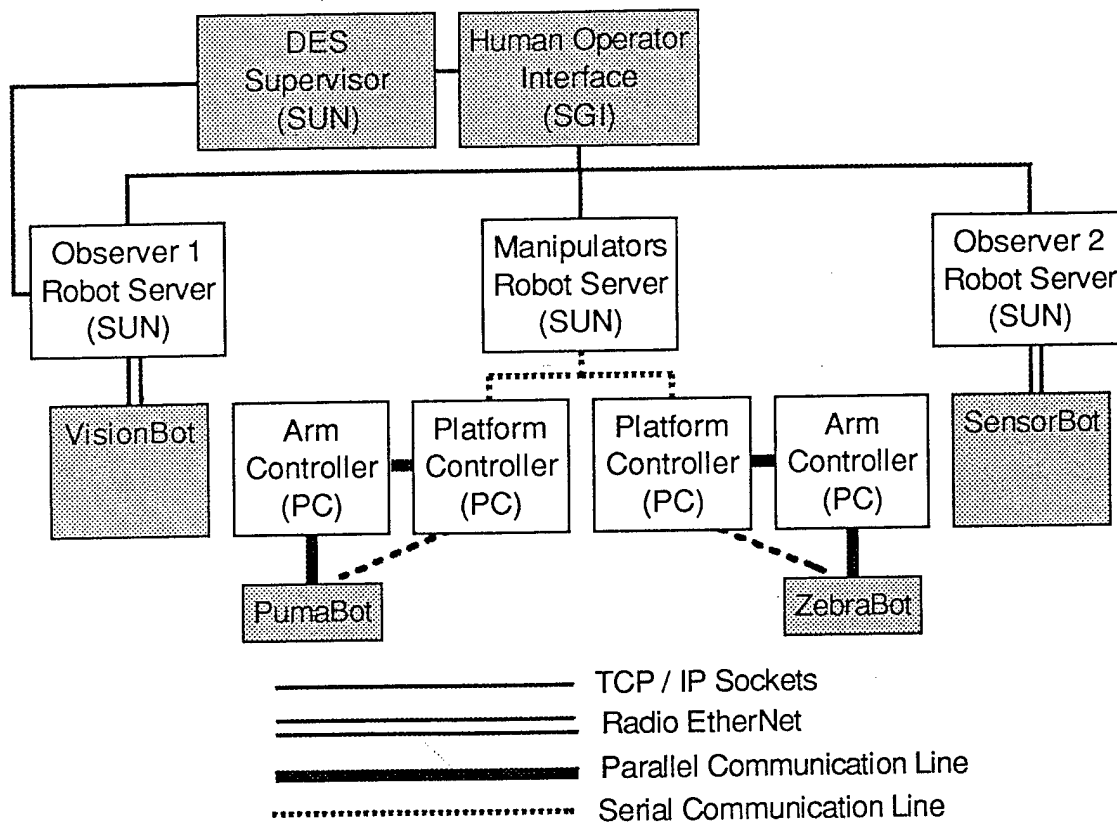 DES
Supervisor
(SUN)
Human Operator
Interface
(SGI)
Observer 1
Robot Server
(SUN)
Manipulators
Robot Server
(SUN)
Observer 2
Robot Server
(SUN)
VisionBot
Arm
Controller
(PC)
Platform
Controller
(PC)
Platform
Controller
(PC)
Arm
Controller
(PC)
SensorBot
PumaBot
ZebraBot
TCP / IP Sockets
Radio EtherNet
Parallel Communication Line
Serial Communication Line